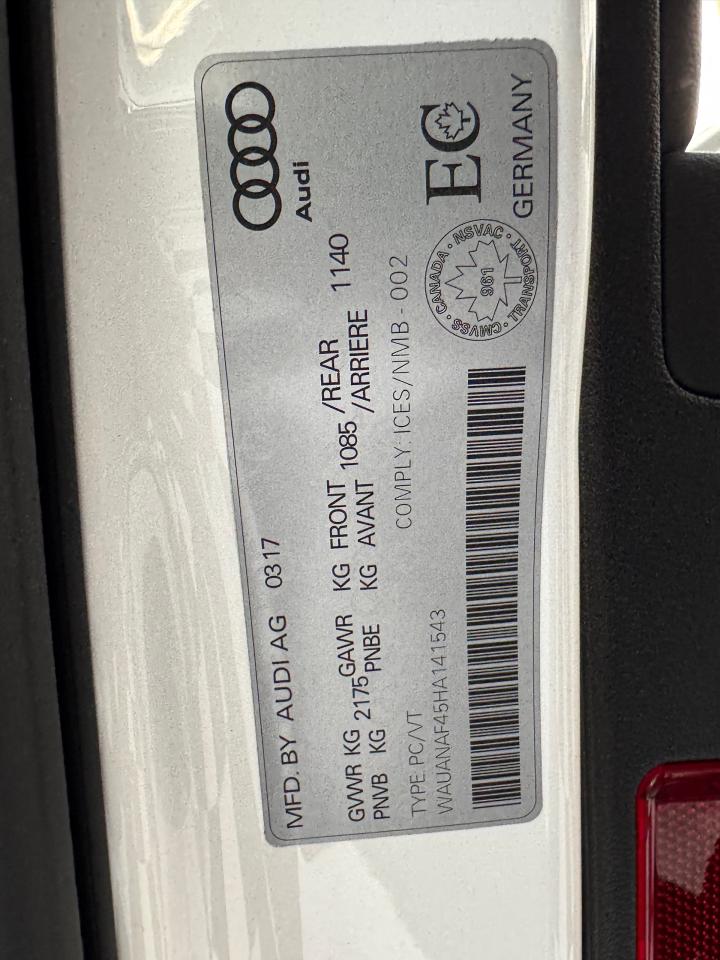 Audi
MFD. BY AUDI AG 0317
GVWR KG 2175 GAWR KG FRONT 1085 /REAR 1140
PNVB KG PNBE KG AVANT /ARRIERE
COMPLY: ICES/NMB - 002
TYPE: PC/VT
WAUANAF45HA141543
EC
CANADA · NSVAC · TRANSPORT · CMVSS ·
961
GERMANY